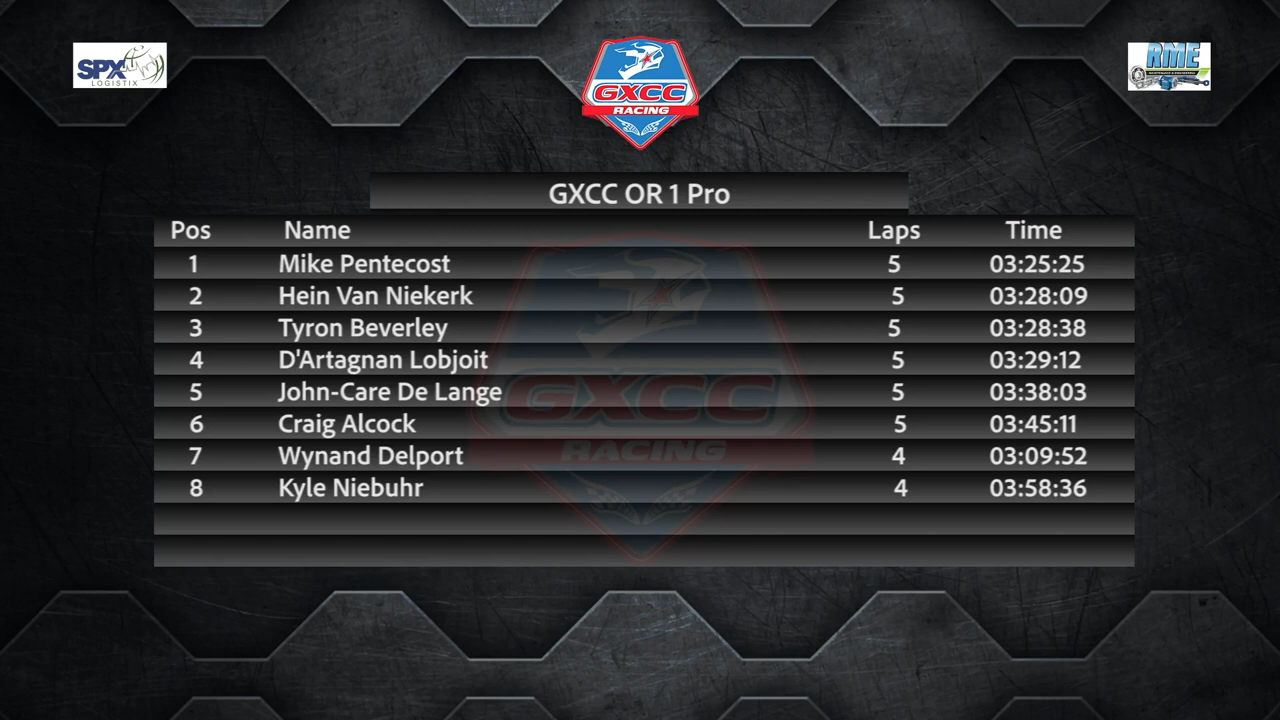 SPX
LOGISTIX
GXCC
RACING
RME
GXCC OR 1 Pro
Pos Name Laps Time
1 Mike Pentecost 5 03:25:25
2 Hein Van Niekerk 5 03:28:09
3 Tyron Beverley 5 03:28:38
4 D'Artagnan Lobjoit 5 03:29:12
5 John-Care De Lange 5 03:38:03
6 Craig Alcock 5 03:45:11
7 Wynand Delport 4 03:09:52
8 Kyle Niebuhr 4 03:58:36
GXCC
RACING